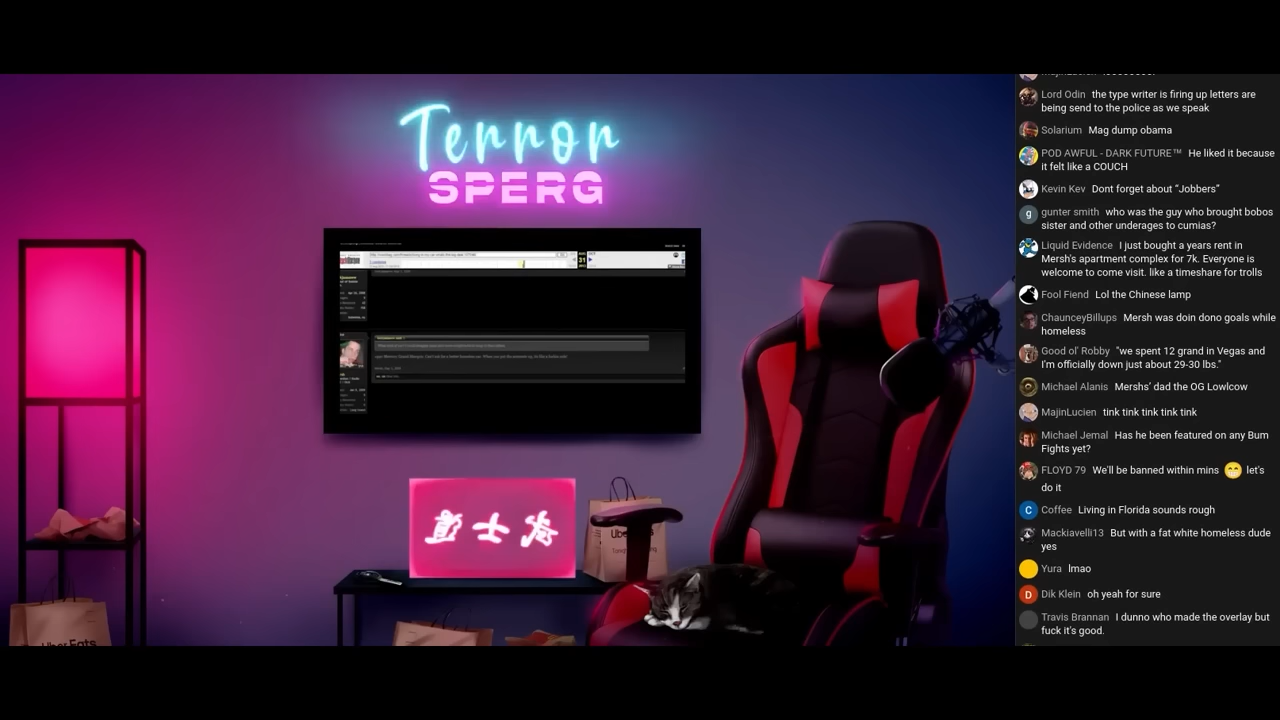 Terror
SPERG
道士武
Uber
Uber Eats
Lord Odin the type writer is firing up letters are
being send to the police as we speak
Solarium Mag dump obama
POD AWFUL - DARK FUTURE™ He liked it because
it felt like a COUCH
Kevin Kev Dont forget about “Jobbers”
g
gunter smith who was the guy who brought bobos
sister and other underages to cumias?
Liquid Evidence I just bought a years rent in
Mersh's apartment complex for 7k. Everyone is
welcome to come visit. like a timeshare for trolls
Fool Fiend Lol the Chinese lamp
ChaunceyBillups Mersh was doin dono goals while
homeless
Good ol' Robby "we spent 12 grand in Vegas and
I'm officially down just about 29-30 lbs."
Michael Alanis Mershs’ dad the OG Lowlcow
MajinLucien tink tink tink tink tink
Michael Jemal Has he been featured on any Bum
Fights yet?
FLOYD 79 We'll be banned within mins 😁 let's
do it
C
Coffee Living in Florida sounds rough
Mackiavelli13 But with a fat white homeless dude
yes
Yura lmao
D
Dik Klein oh yeah for sure
Travis Brannan I dunno who made the overlay but
fuck it's good.